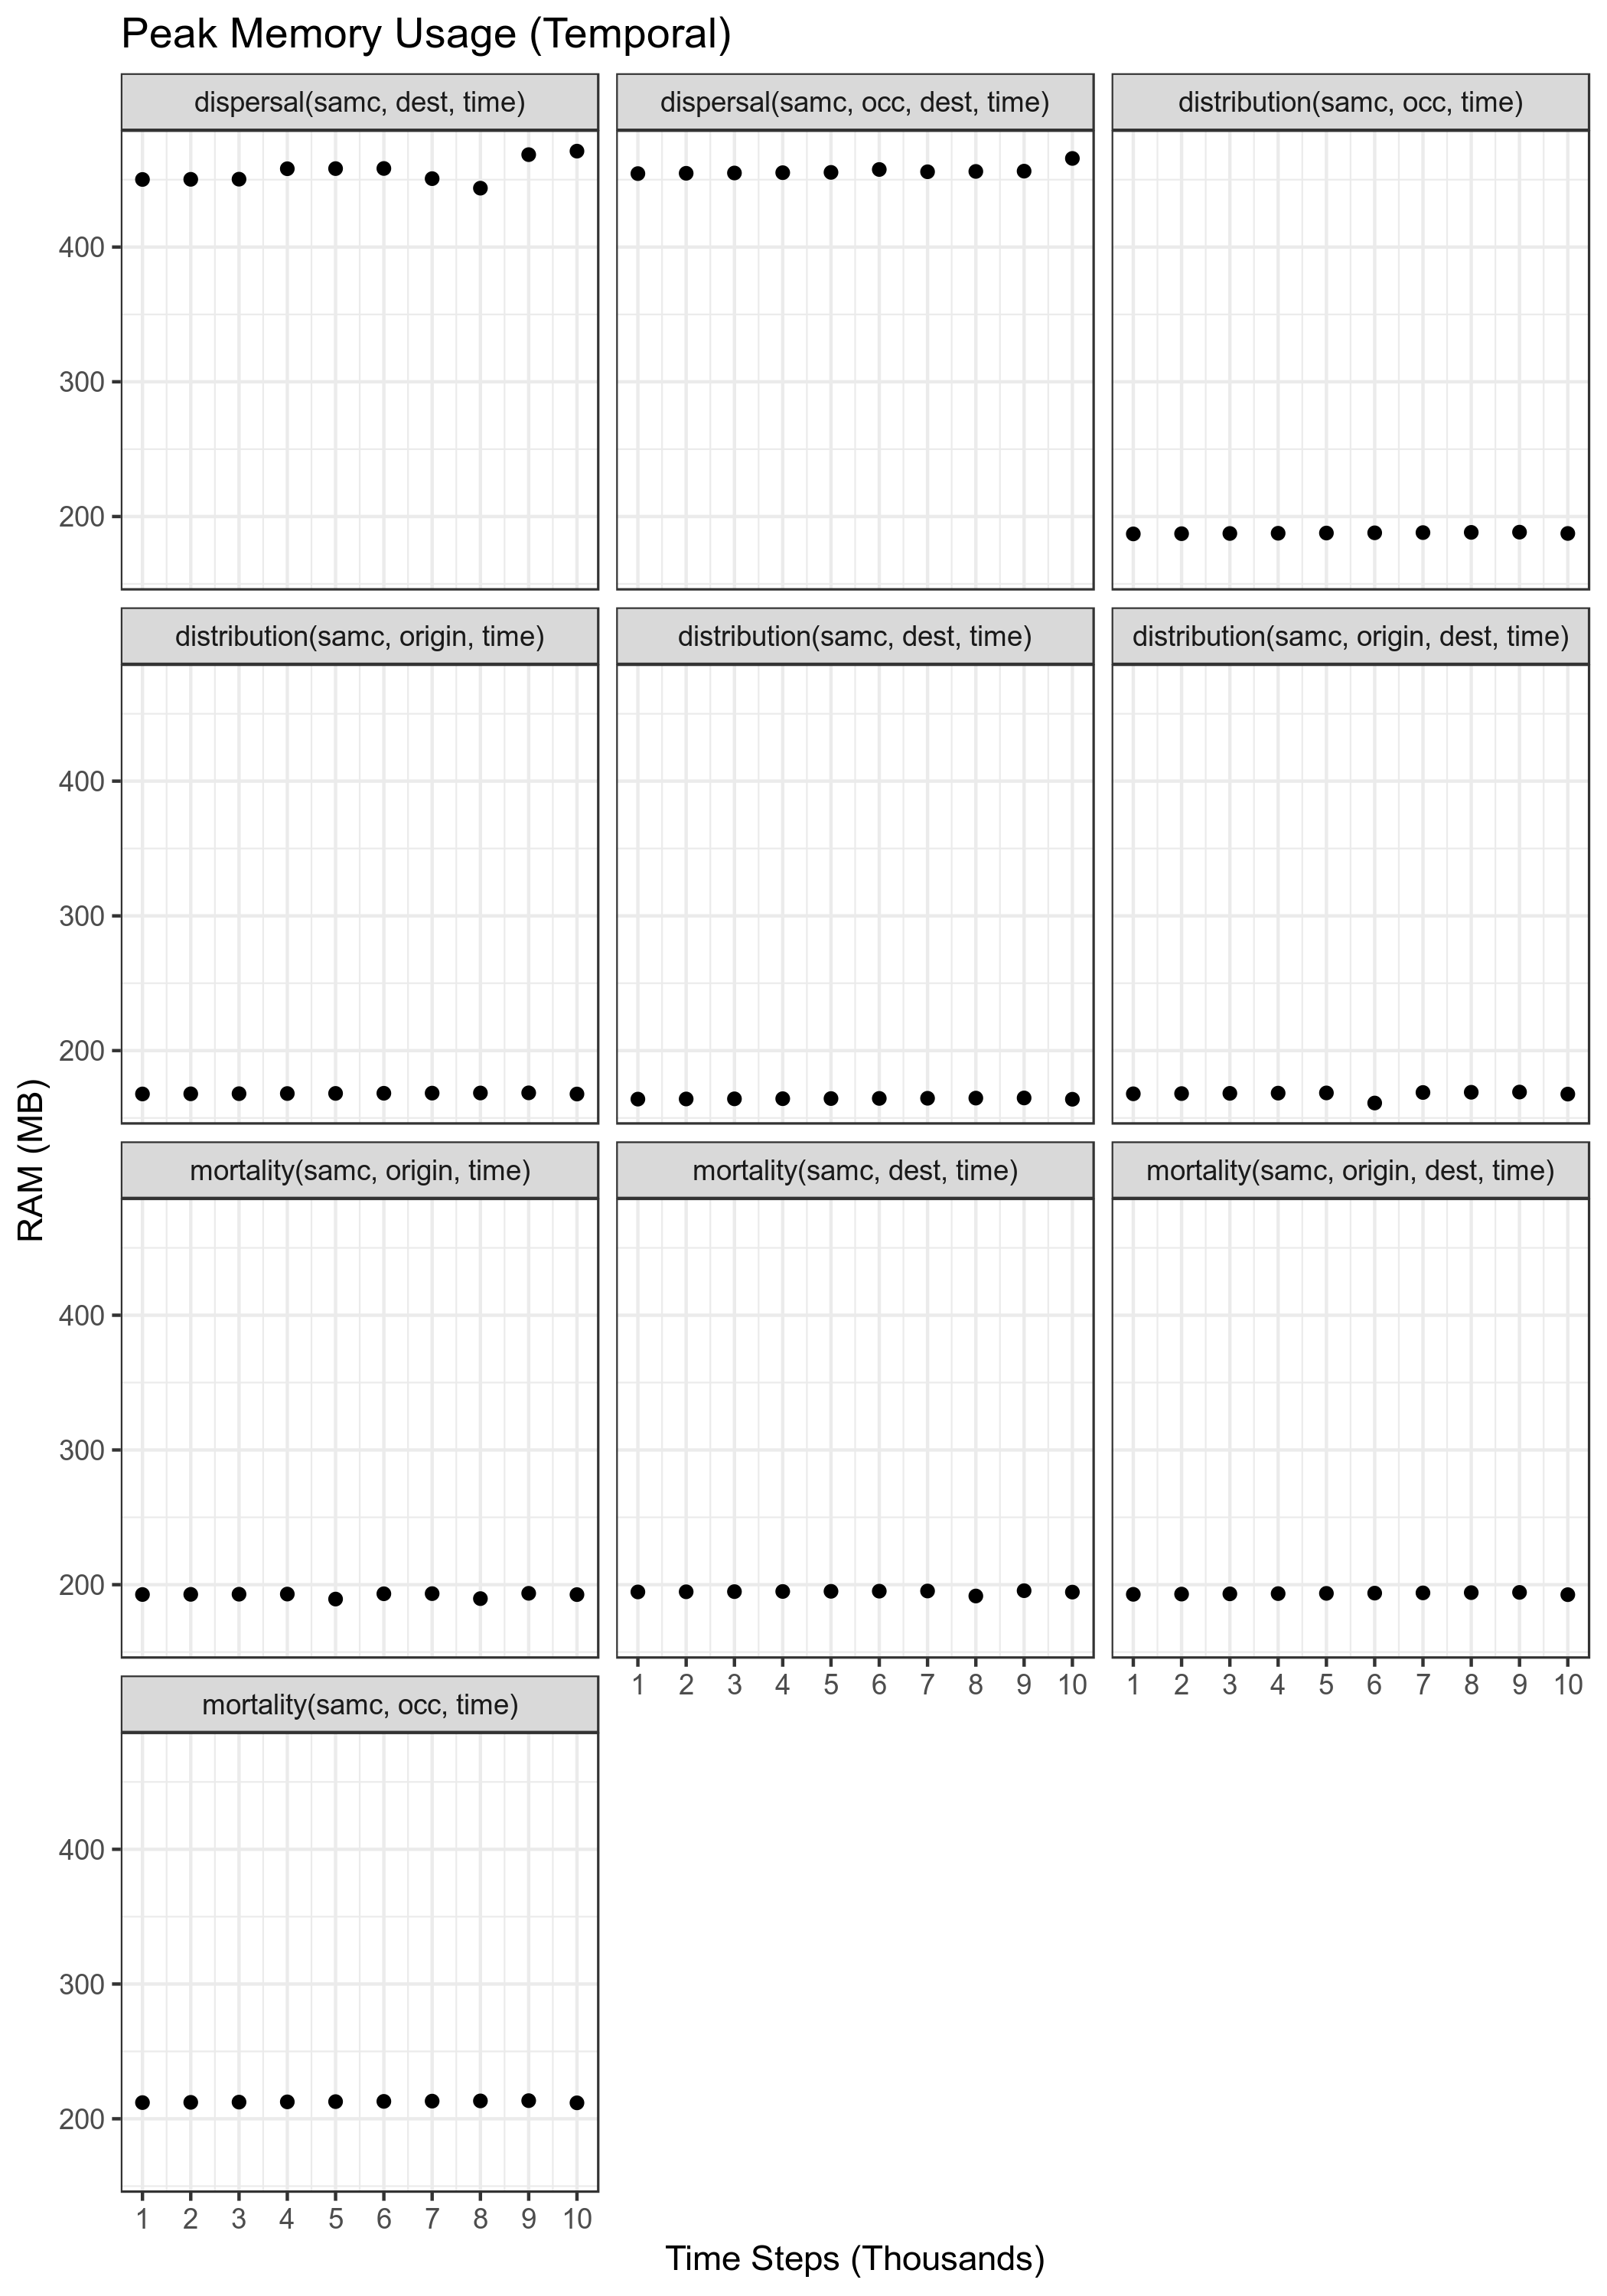 Peak Memory Usage (Temporal)
dispersal(samc, dest, time)
dispersal(samc, occ, dest, time)
distribution(samc, occ, time)
400
300
200
distribution(samc, origin, time)
distribution(samc, dest, time)
distribution(samc, origin, dest, time)
400
300
200
RAM (MB)
mortality(samc, origin, time)
mortality(samc, dest, time)
mortality(samc, origin, dest, time)
400
300
200
1 2 3 4 5 6 7 8 9 10
1 2 3 4 5 6 7 8 9 10
mortality(samc, occ, time)
400
300
200
1 2 3 4 5 6 7 8 9 10
Time Steps (Thousands)